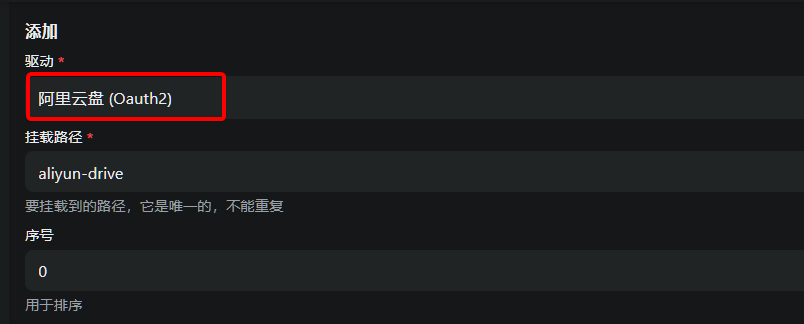 添加
驱动 *
阿里云盘 (Oauth2)
挂载路径 *
aliyun-drive
要挂载到的路径，它是唯一的，不能重复
序号
0
用于排序